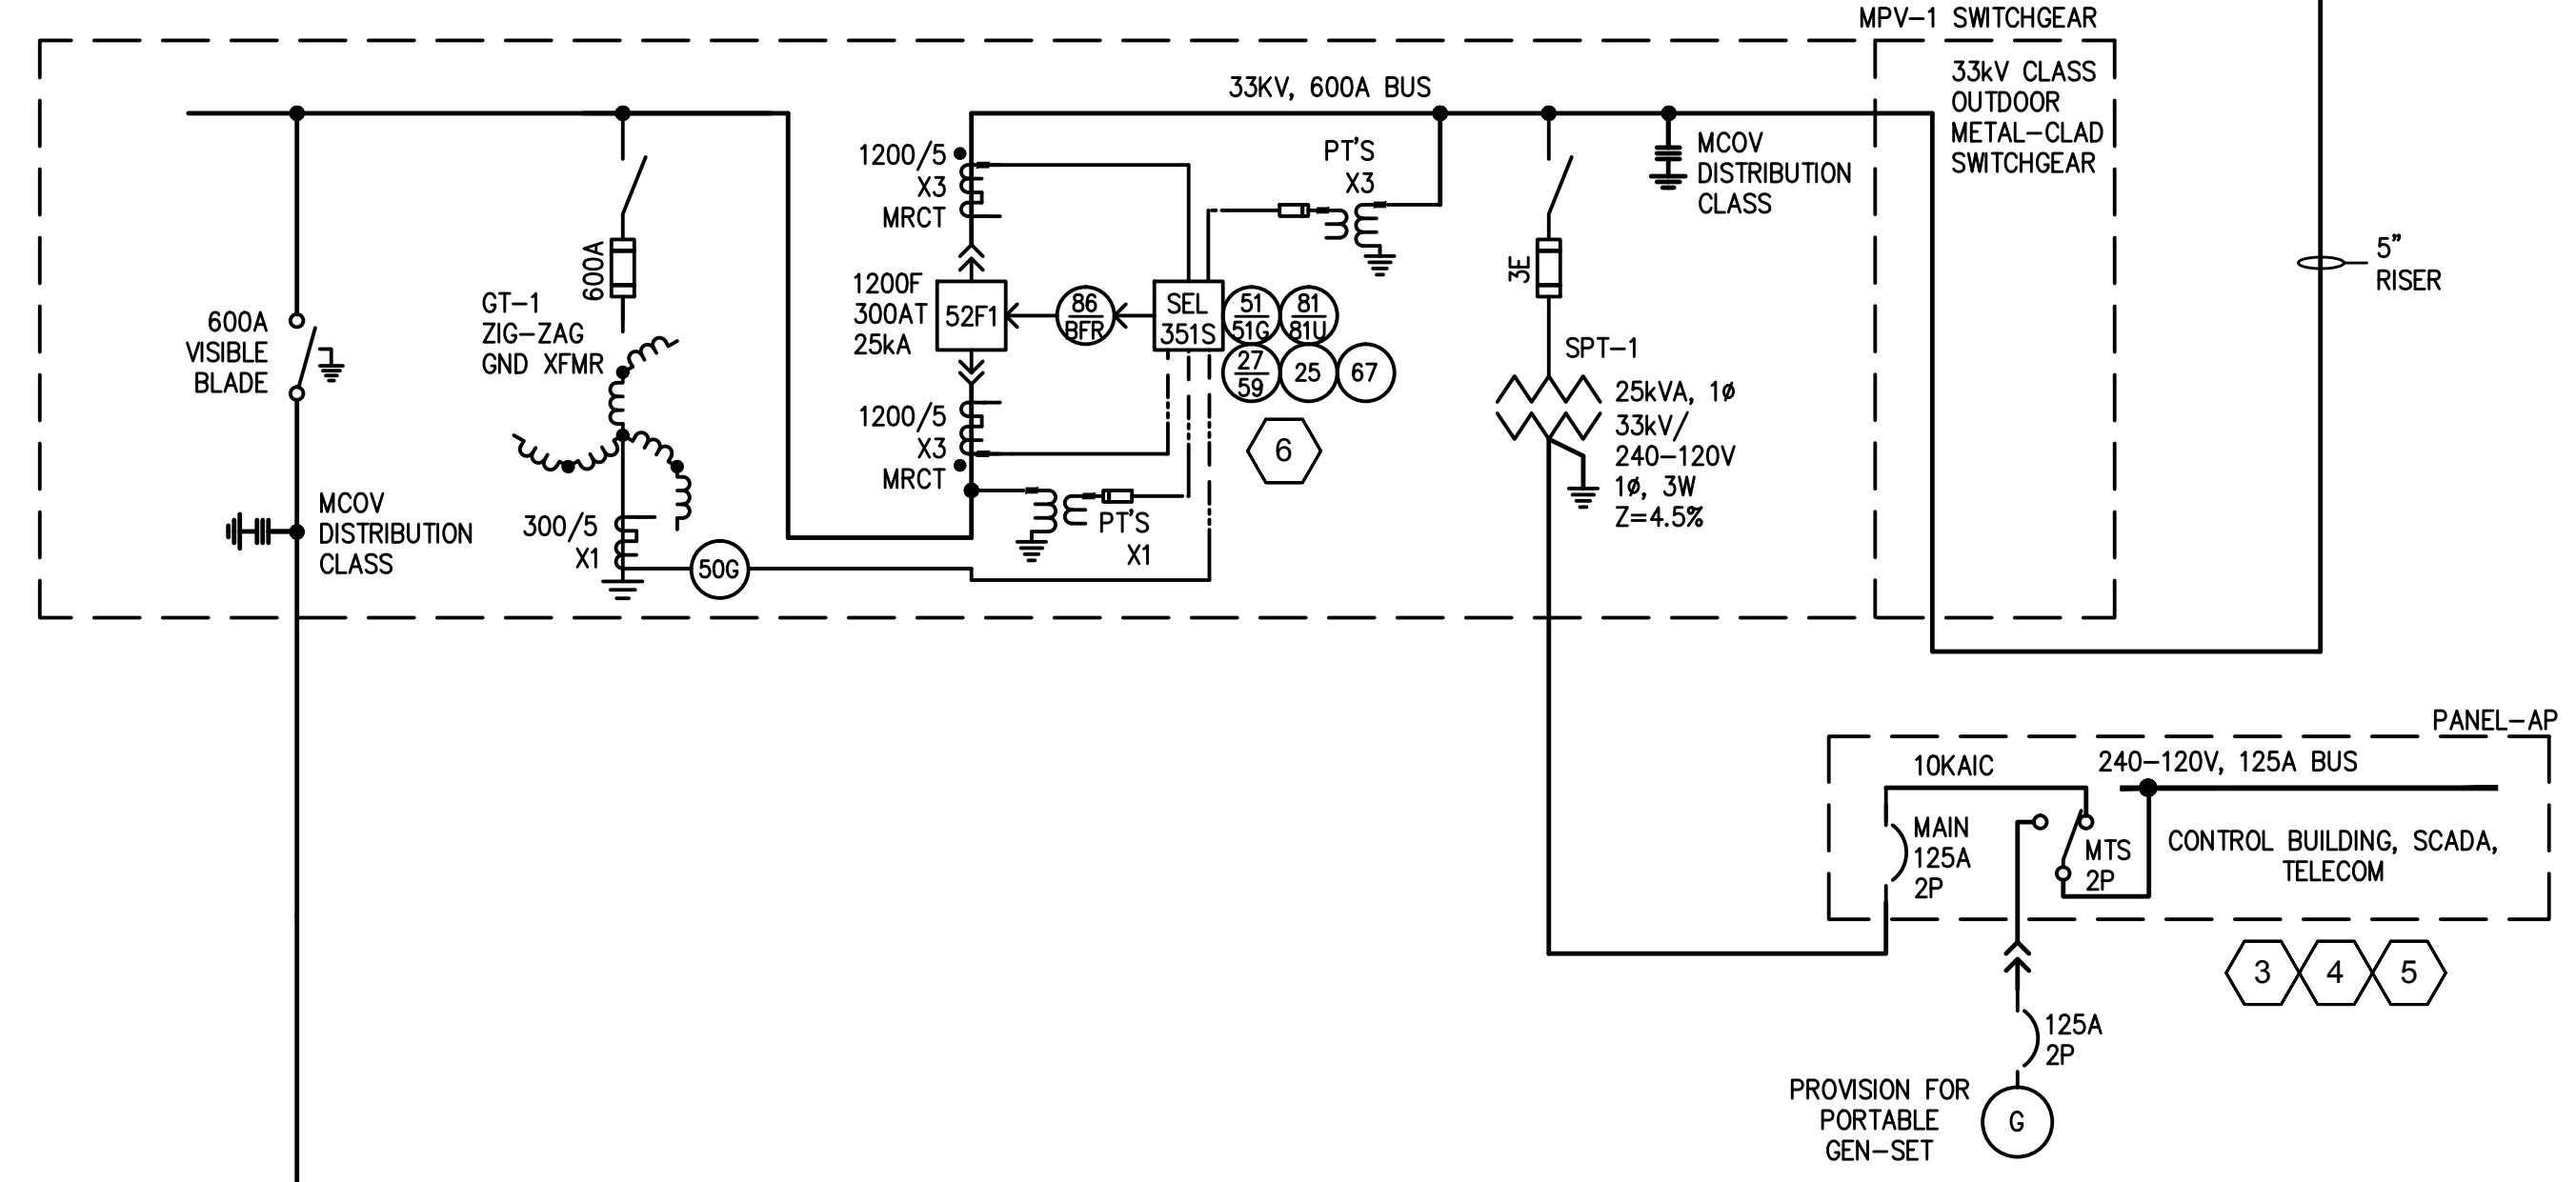 MPV-1 SWITCHGEAR
33kV CLASS
OUTDOOR
METAL-CLAD
SWITCHGEAR
33KV, 600A BUS
1200/5
X3
MRCT
PT'S
X3
MCOV
DISTRIBUTION
CLASS
5"
RISER
600A
VISIBLE
BLADE
GT-1
ZIG-ZAG
GND XFMR
600A
1200F
300AT
25kA
52F1
86
BFR
SEL
351S
51
51G
81
81U
27
59
25
67
6
3E
SPT-1
25kVA, 1ø
33kV/
240-120V
1ø, 3W
Z=4.5%
1200/5
X3
MRCT
PT'S
X1
MCOV
DISTRIBUTION
CLASS
300/5
X1
50G
PANEL-AP
10KAIC
240-120V, 125A BUS
MAIN
125A
2P
MTS
2P
CONTROL BUILDING, SCADA,
TELECOM
3
4
5
125A
2P
PROVISION FOR
PORTABLE
GEN-SET
G